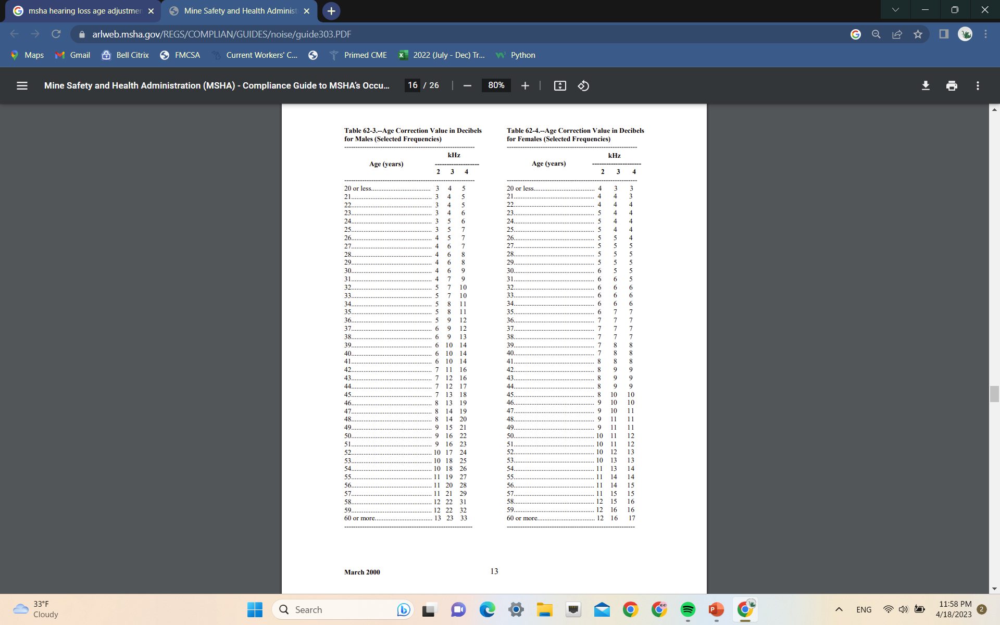 msha hearing loss age adjustmen
Mine Safety and Health Administ
arlweb.msha.gov/REGS/COMPLIAN/GUIDES/noise/guide303.PDF
Maps Gmail Bell Citrix FMCSA Current Workers' C... Primed CME 2022 (July - Dec) Tr... Python
Mine Safety and Health Administration (MSHA) - Compliance Guide to MSHA's Occu... 16 / 26 80%
Table 62-3.--Age Correction Value in Decibels
for Males (Selected Frequencies)
kHz
Age (years)
2 3 4
20 or less 3 4 5
21 3 4 5
22 3 4 5
23 3 4 6
24 3 5 6
25 3 5 7
26 4 5 7
27 4 6 7
28 4 6 8
29 4 6 8
30 4 6 9
31 4 7 9
32 5 7 10
33 5 7 10
34 5 8 11
35 5 8 11
36 5 9 12
37 6 9 12
38 6 9 13
39 6 10 14
40 6 10 14
41 6 10 14
42 7 11 16
43 7 12 16
44 7 12 17
45 7 13 18
46 8 13 19
47 8 14 19
48 8 14 20
49 9 15 21
50 9 16 22
51 9 16 23
52 10 17 24
53 10 18 25
54 10 18 26
55 11 19 27
56 11 20 28
57 11 21 29
58 12 22 31
59 12 22 32
60 or more 13 23 33
Table 62-4.--Age Correction Value in Decibels
for Females (Selected Frequencies)
kHz
Age (years)
2 3 4
20 or less 4 3 3
21 4 4 3
22 4 4 4
23 5 4 4
24 5 4 4
25 5 4 4
26 5 5 4
27 5 5 5
28 5 5 5
29 5 5 5
30 6 5 5
31 6 6 5
32 6 6 6
33 6 6 6
34 6 6 6
35 6 7 7
36 7 7 7
37 7 7 7
38 7 7 7
39 7 8 8
40 7 8 8
41 8 8 8
42 8 9 9
43 8 9 9
44 8 9 9
45 8 10 10
46 9 10 10
47 9 10 11
48 9 11 11
49 9 11 11
50 10 11 12
51 10 11 12
52 10 12 13
53 10 13 13
54 11 13 14
55 11 14 14
56 11 14 15
57 11 15 15
58 12 15 16
59 12 16 16
60 or more 12 16 17
March 2000 13
33°F
Cloudy
Search
ENG
11:58 PM
4/18/2023
2